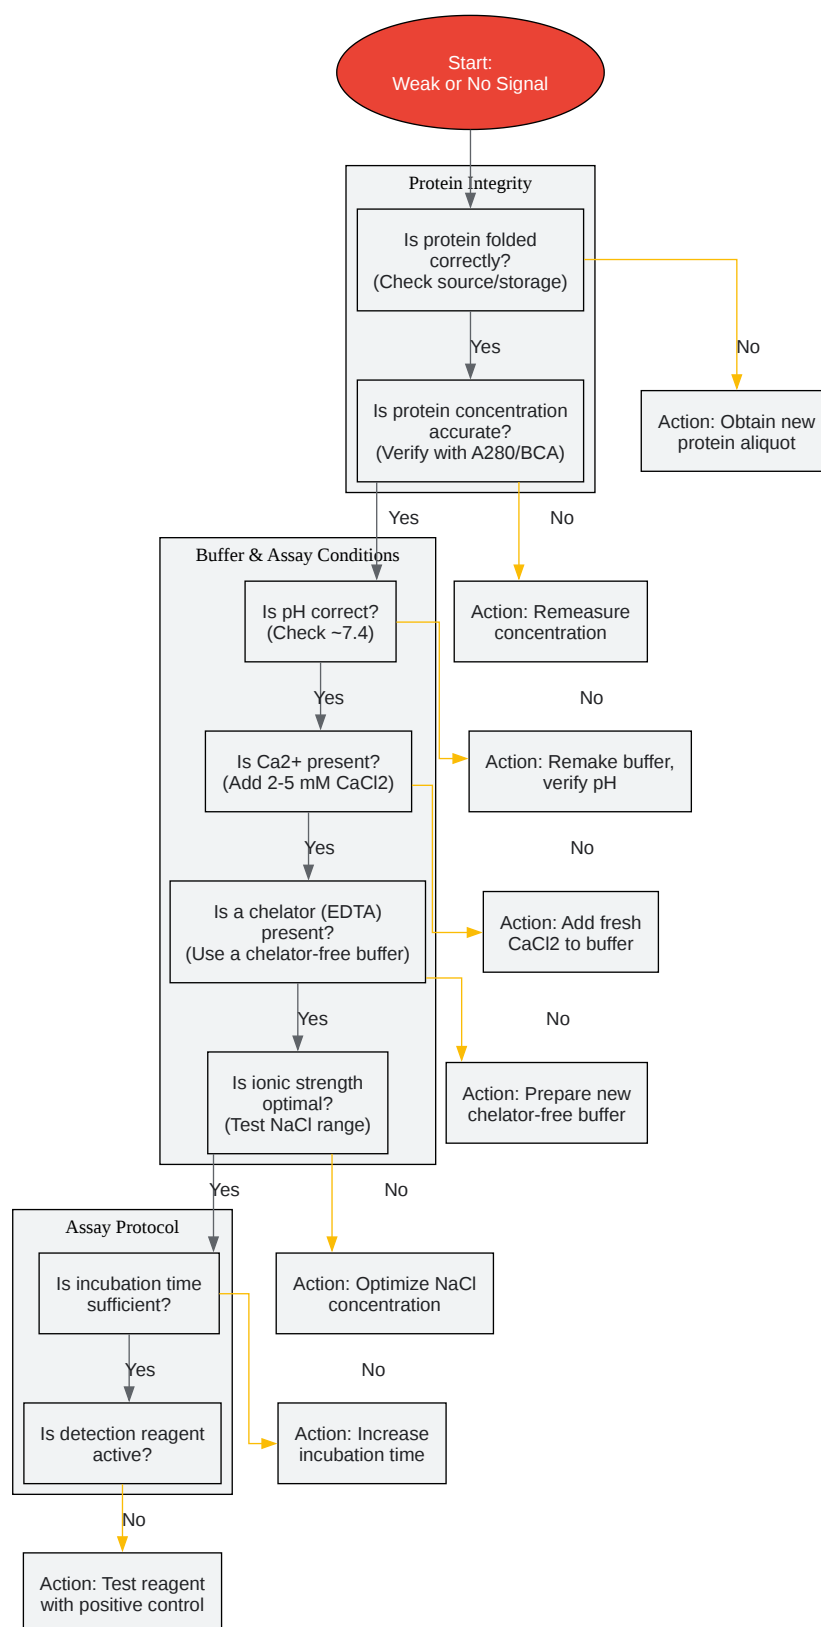 Start:
Weak or No Signal
Protein Integrity
Is protein folded
correctly?
(Check source/storage)
Yes
No
Is protein concentration
accurate?
(Verify with A280/BCA)
Action: Obtain new
protein aliquot
Yes
No
Buffer & Assay Conditions
Is pH correct?
(Check ~7.4)
Action: Remeasure
concentration
Yes
No
Is Ca2+ present?
(Add 2-5 mM CaCl2)
Action: Remake buffer,
verify pH
Yes
No
Is a chelator (EDTA)
present?
(Use a chelator-free buffer)
Action: Add fresh
CaCl2 to buffer
Yes
No
Is ionic strength
optimal?
(Test NaCl range)
Action: Prepare new
chelator-free buffer
Yes
No
Assay Protocol
Is incubation time
sufficient?
Action: Optimize NaCl
concentration
Yes
No
Is detection reagent
active?
Action: Increase
incubation time
No
Action: Test reagent
with positive control